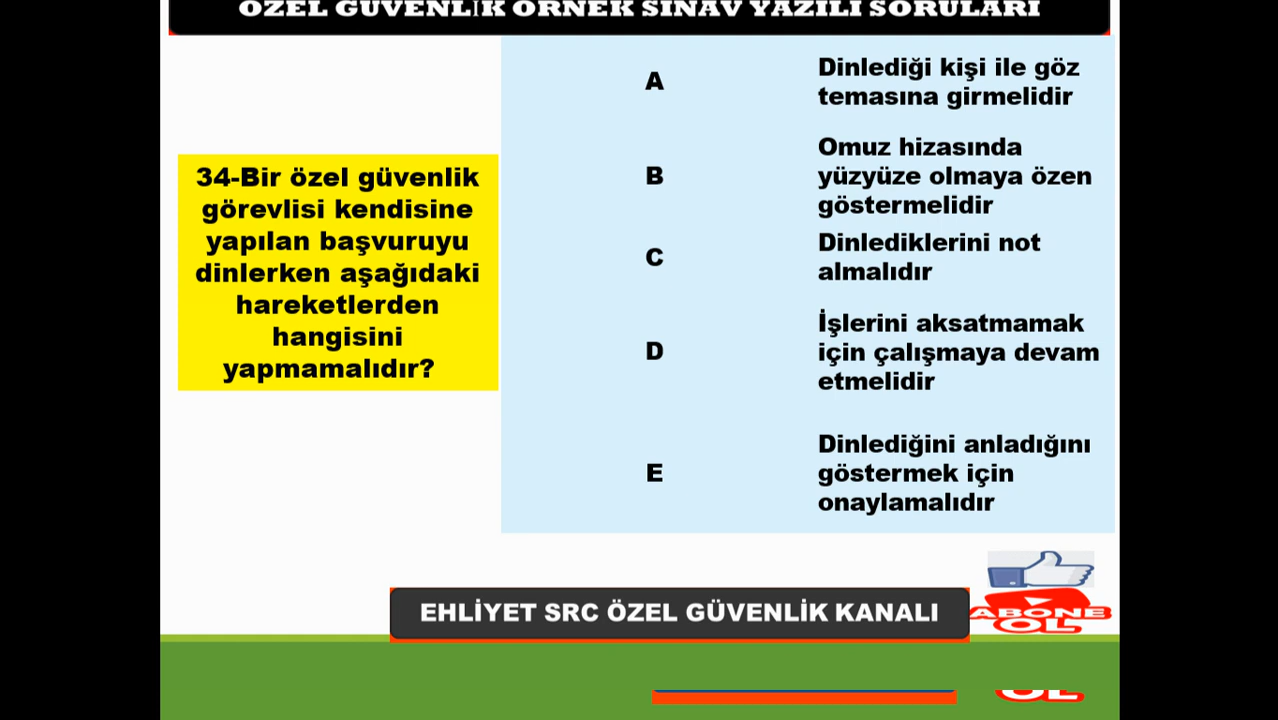 ÖZEL GÜVENLİK ÖRNEK SINAV YAZILI SORULARI
34-Bir özel güvenlik
görevlisi kendisine
yapılan başvuruyu
dinlerken aşağıdaki
hareketlerden
hangisini
yapmamalıdır?
A
Dinlediği kişi ile göz
temasına girmelidir
B
Omuz hizasında
yüzyüze olmaya özen
göstermelidir
C
Dinlediklerini not
almalıdır
D
İşlerini aksatmamak
için çalışmaya devam
etmelidir
E
Dinlediğini anladığını
göstermek için
onaylamalıdır
EHLİYET SRC ÖZEL GÜVENLİK KANALI
ABONE
OL
OL